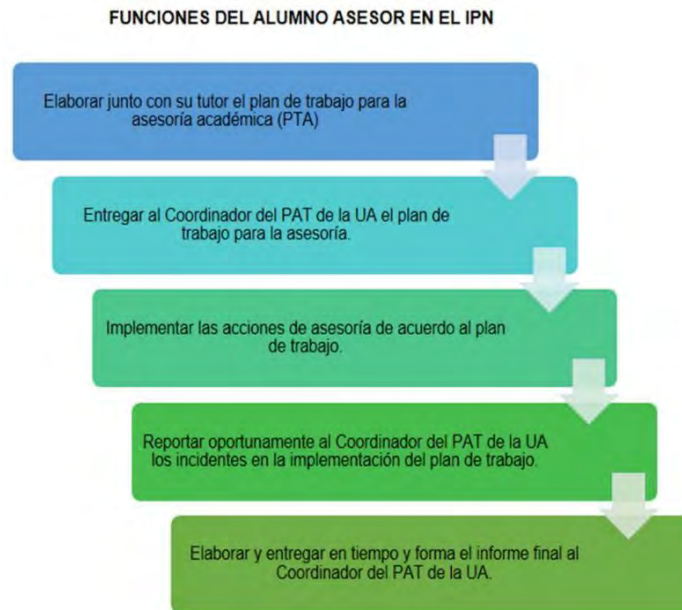 FUNCIONES DEL ALUMNO ASESOR EN EL IPN
Elaborar junto con su tutor el plan de trabajo para la
asesoría académica (PTA)
Entregar al Coordinador del PAT de la UA el plan de
trabajo para la asesoría.
Implementar las acciones de asesoría de acuerdo al plan
de trabajo.
Reportar oportunamente al Coordinador del PAT de la UA
los incidentes en la implementación del plan de trabajo.
Elaborar y entregar en tiempo y forma el informe final al
Coordinador del PAT de la UA.